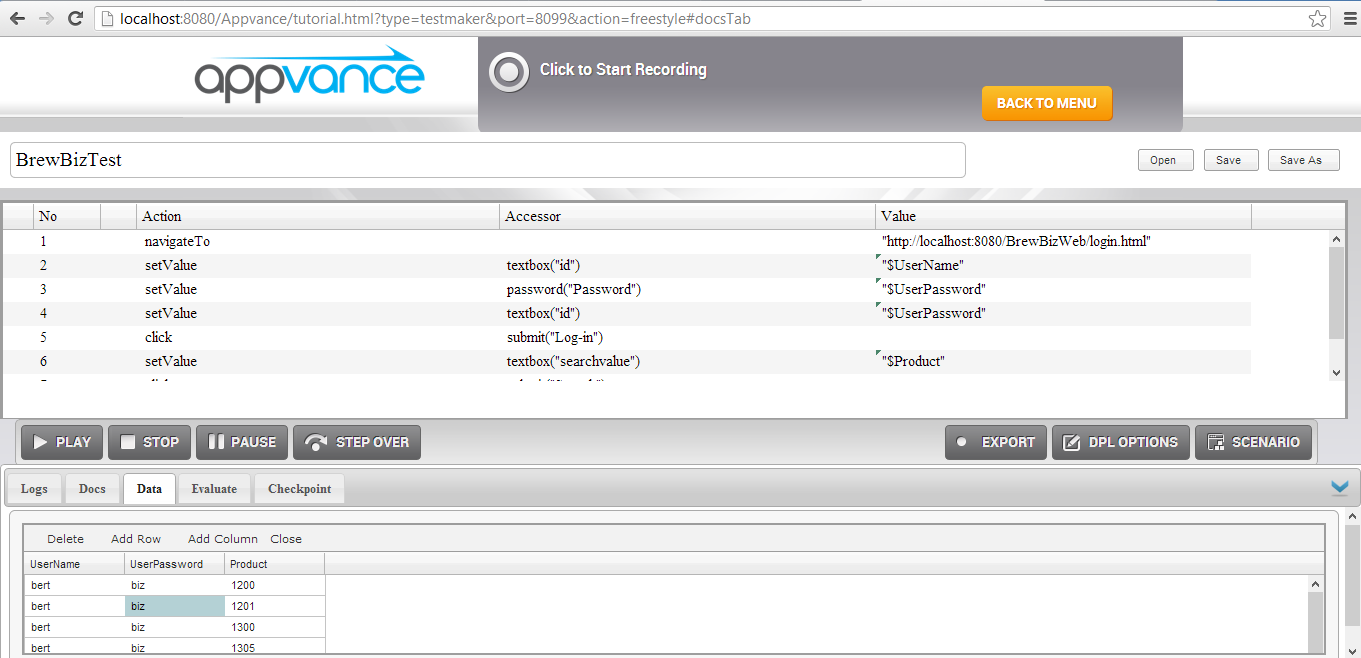 localhost:8080/Appvance/tutorial.html?type=testmaker&port=8099&action=freestyle#docsTab
appvance
Click to Start Recording
BACK TO MENU
BrewBizTest
Open Save Save As
No Action Accessor Value
1 navigateTo "http://localhost:8080/BrewBizWeb/login.html"
2 setValue textbox("id") "$UserName"
3 setValue password("Password") "$UserPassword"
4 setValue textbox("id") "$UserPassword"
5 click submit("Log-in")
6 setValue textbox("searchvalue") "$Product"
PLAY STOP PAUSE STEP OVER EXPORT DPL OPTIONS SCENARIO
Logs Docs Data Evaluate Checkpoint
Delete Add Row Add Column Close
UserName UserPassword Product
bert biz 1200
bert biz 1201
bert biz 1300
bert biz 1305